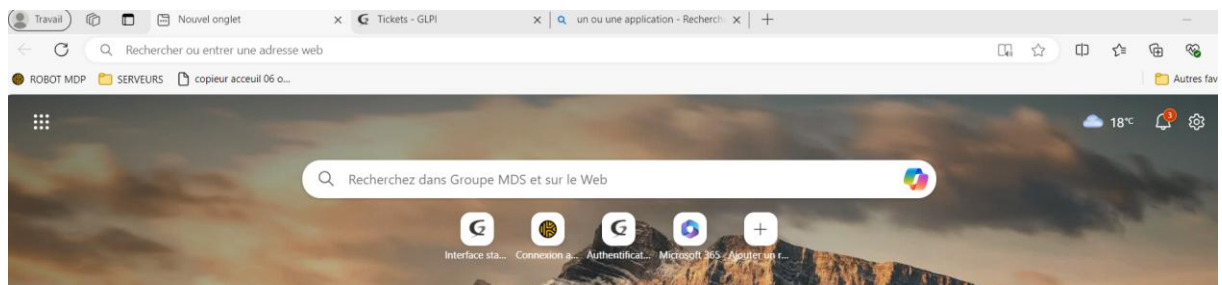 Travail Nouvel onglet Tickets - GLPI un ou une application - Recherch
Rechercher ou entrer une adresse web
ROBOT MDP SERVEURS copieur acceuil 06 o... Autres fav
18°C 3
Recherchez dans Groupe MDS et sur le Web
Interface sta... Connexion a... Authentificat... Microsoft 365 Ajouter un r...